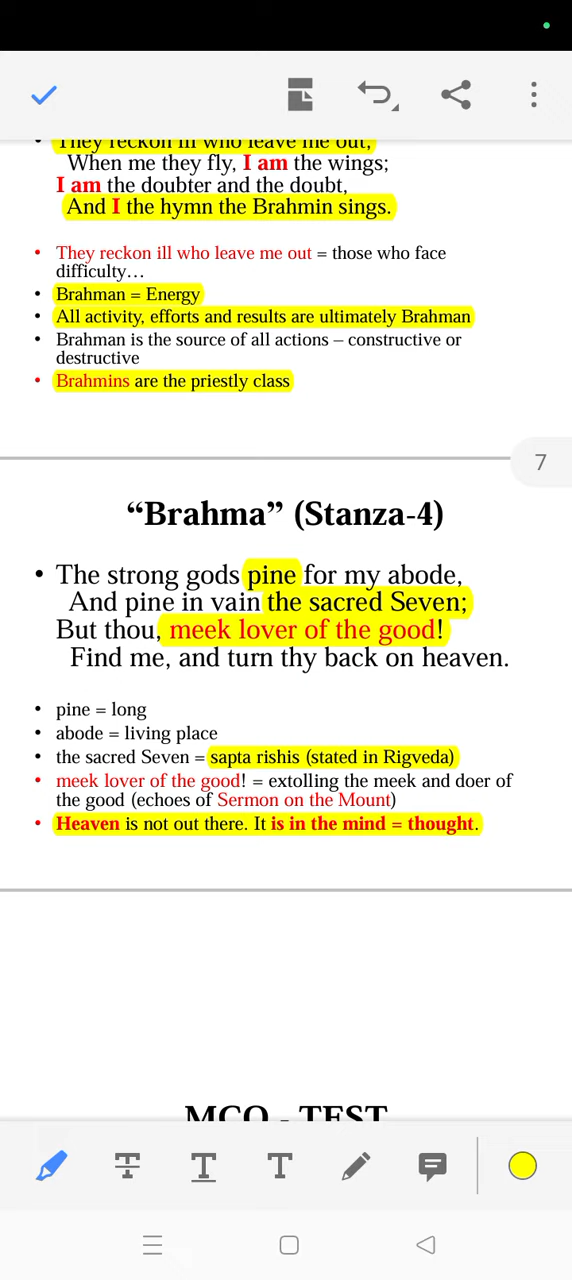 • They reckon ill who leave me out;
When me they fly, I am the wings;
I am the doubter and the doubt,
And I the hymn the Brahmin sings.
• They reckon ill who leave me out = those who face
difficulty…
• Brahman = Energy
• All activity, efforts and results are ultimately Brahman
• Brahman is the source of all actions – constructive or
destructive
• Brahmins are the priestly class
7
“Brahma” (Stanza-4)
• The strong gods pine for my abode,
And pine in vain the sacred Seven;
But thou, meek lover of the good!
Find me, and turn thy back on heaven.
• pine = long
• abode = living place
• the sacred Seven = sapta rishis (stated in Rigveda)
• meek lover of the good! = extolling the meek and doer of
the good (echoes of Sermon on the Mount)
• Heaven is not out there. It is in the mind = thought.
MCQ - TEST